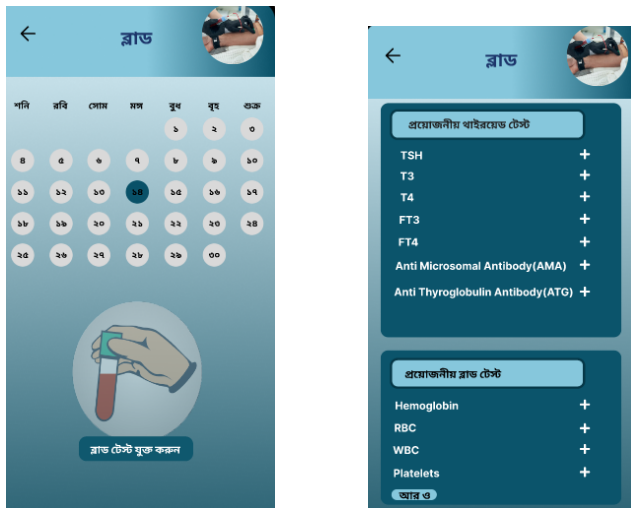 ব্লাড
শনি রবি সোম মঙ্গ বুধ বৃহ শুক্র
১ ২ ৩
৪ ৫ ৬ ৭ ৮ ৯ ১০
১১ ১২ ১৩ ১৪ ১৫ ১৬ ১৭
১৮ ১৯ ২০ ২১ ২২ ২৩ ২৪
২৫ ২৬ ২৭ ২৮ ২৯ ৩০
ব্লাড টেস্ট যুক্ত করুন
ব্লাড
প্রয়োজনীয় থাইরয়েড টেস্ট
TSH +
T3 +
T4 +
FT3 +
FT4 +
Anti Microsomal Antibody(AMA) +
Anti Thyroglobulin Antibody(ATG) +
প্রয়োজনীয় ব্লাড টেস্ট
Hemoglobin +
RBC +
WBC +
Platelets +
আর ও